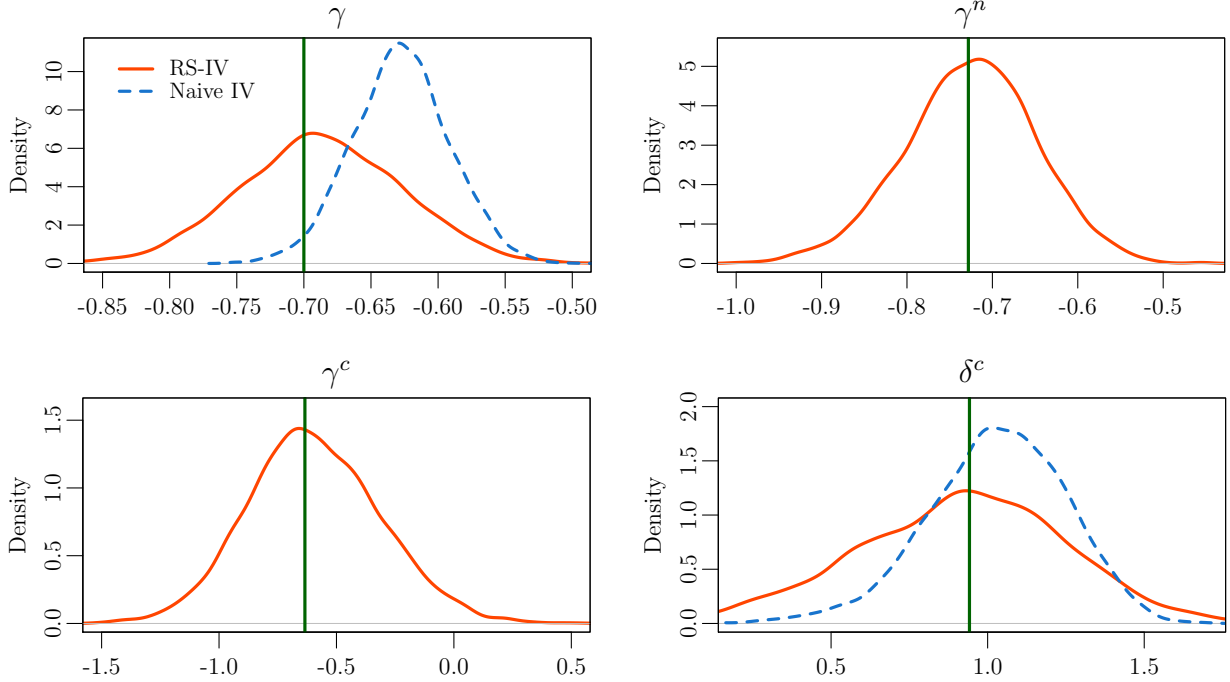 γ
Density
0 2 4 6 8 10
RS-IV
Naive IV
-0.85 -0.80 -0.75 -0.70 -0.65 -0.60 -0.55 -0.50
γⁿ
Density
0 1 2 3 4 5
-1.0 -0.9 -0.8 -0.7 -0.6 -0.5
γᶜ
Density
0.0 0.5 1.0 1.5
-1.5 -1.0 -0.5 0.0 0.5
δᶜ
Density
0.0 0.5 1.0 1.5 2.0
0.5 1.0 1.5